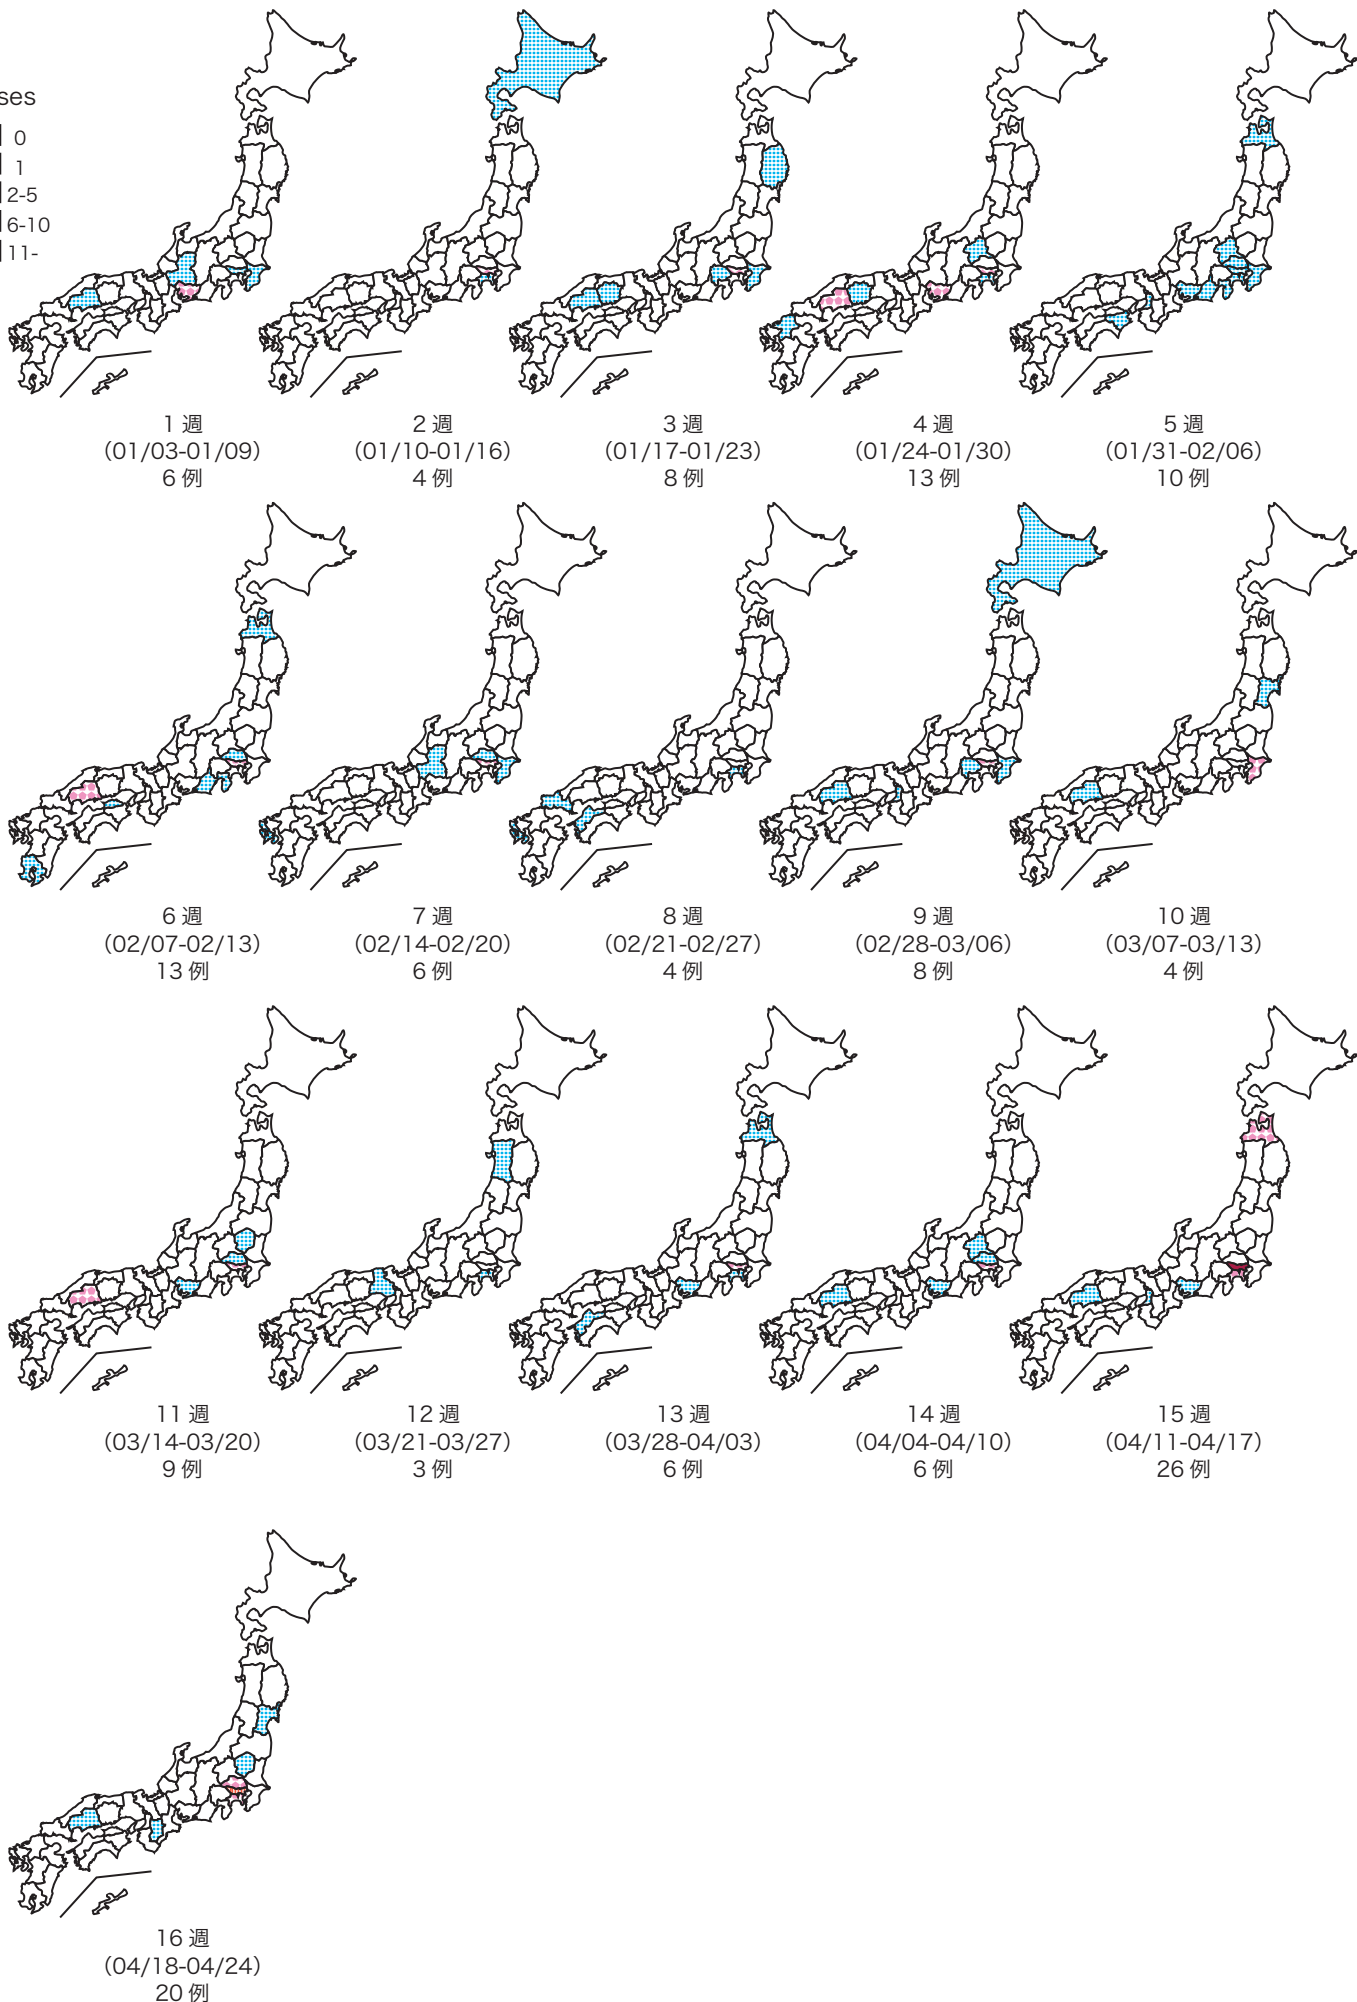 ses
0
1
2-5
6-10
11-
1 週
(01/03-01/09)
6 例
2 週
(01/10-01/16)
4 例
3 週
(01/17-01/23)
8 例
4 週
(01/24-01/30)
13 例
5 週
(01/31-02/06)
10 例
6 週
(02/07-02/13)
13 例
7 週
(02/14-02/20)
6 例
8 週
(02/21-02/27)
4 例
9 週
(02/28-03/06)
8 例
10 週
(03/07-03/13)
4 例
11 週
(03/14-03/20)
9 例
12 週
(03/21-03/27)
3 例
13 週
(03/28-04/03)
6 例
14 週
(04/04-04/10)
6 例
15 週
(04/11-04/17)
26 例
16 週
(04/18-04/24)
20 例